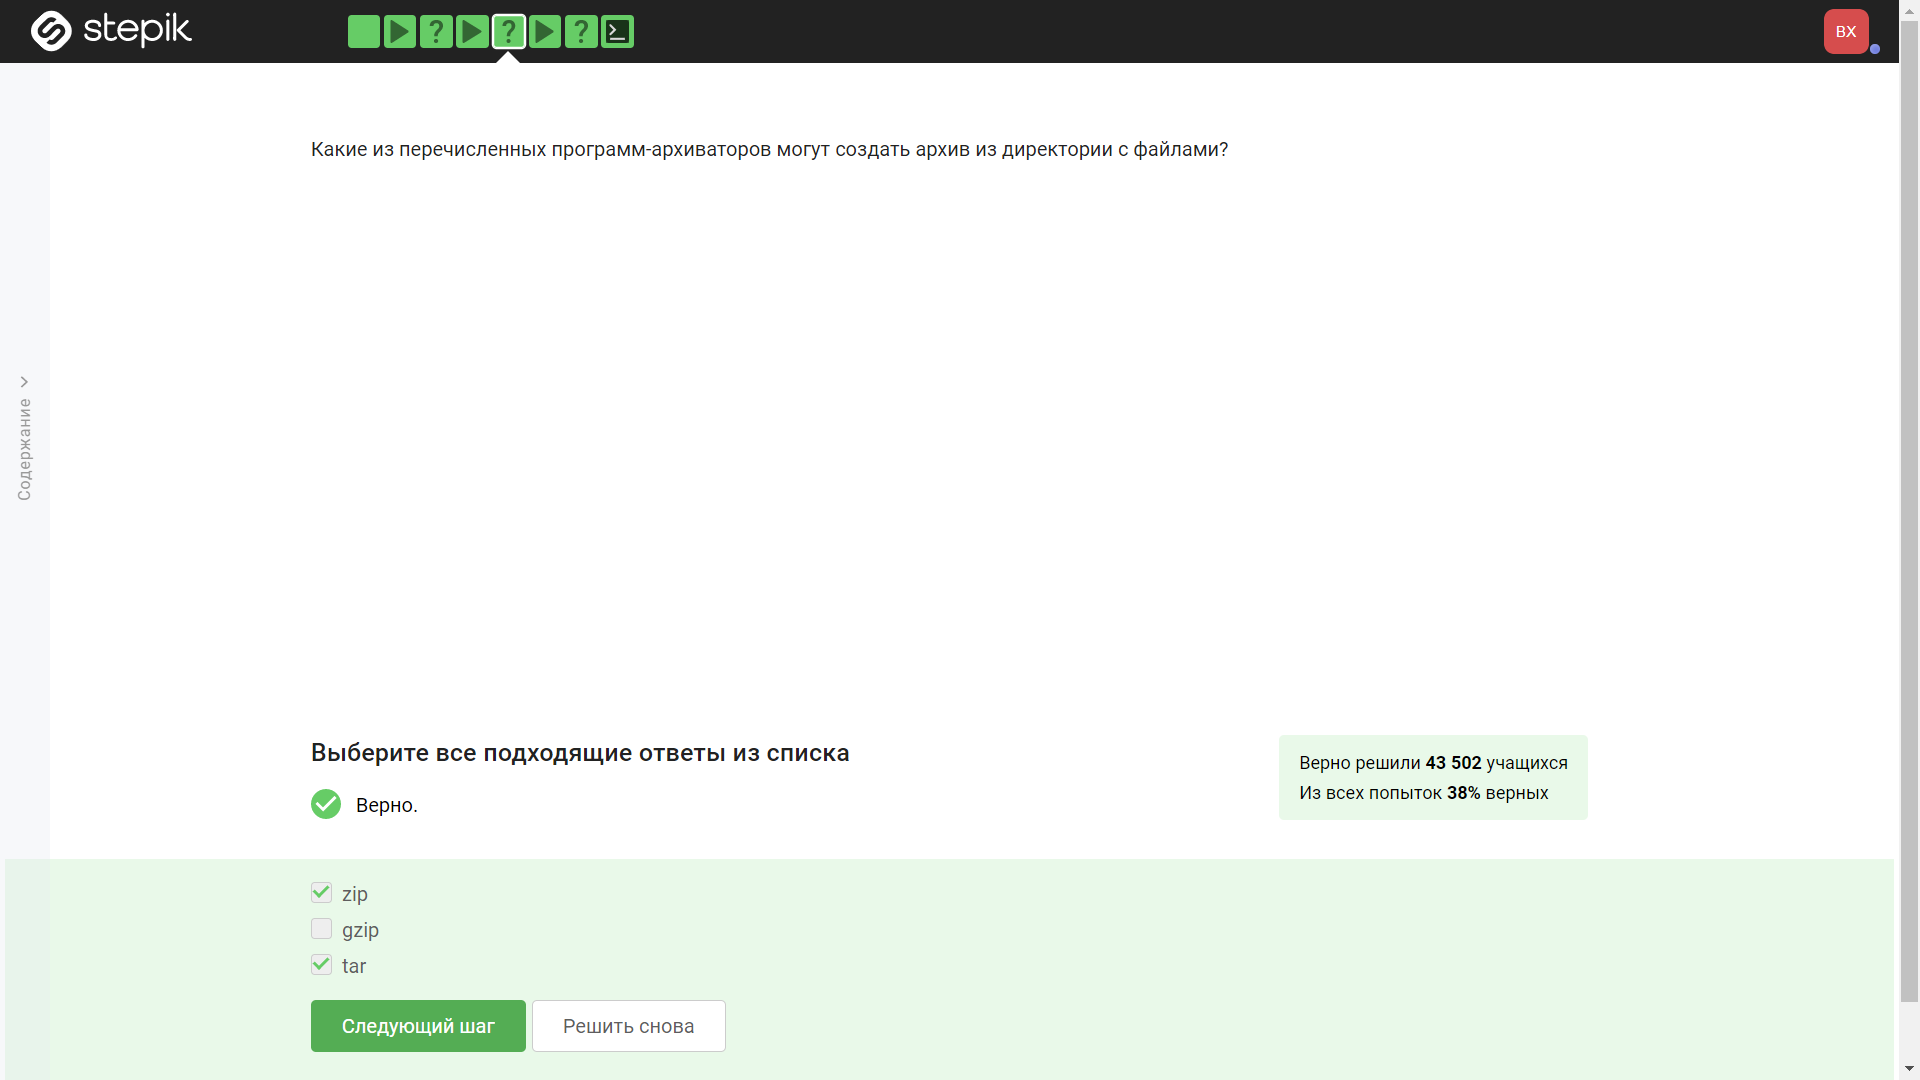 stepik
ВХ
Содержание
Какие из перечисленных программ-архиваторов могут создать архив из директории с файлами?
Выберите все подходящие ответы из списка
Верно.
Верно решили 43 502 учащихся
Из всех попыток 38% верных
zip
gzip
tar
Следующий шаг
Решить снова